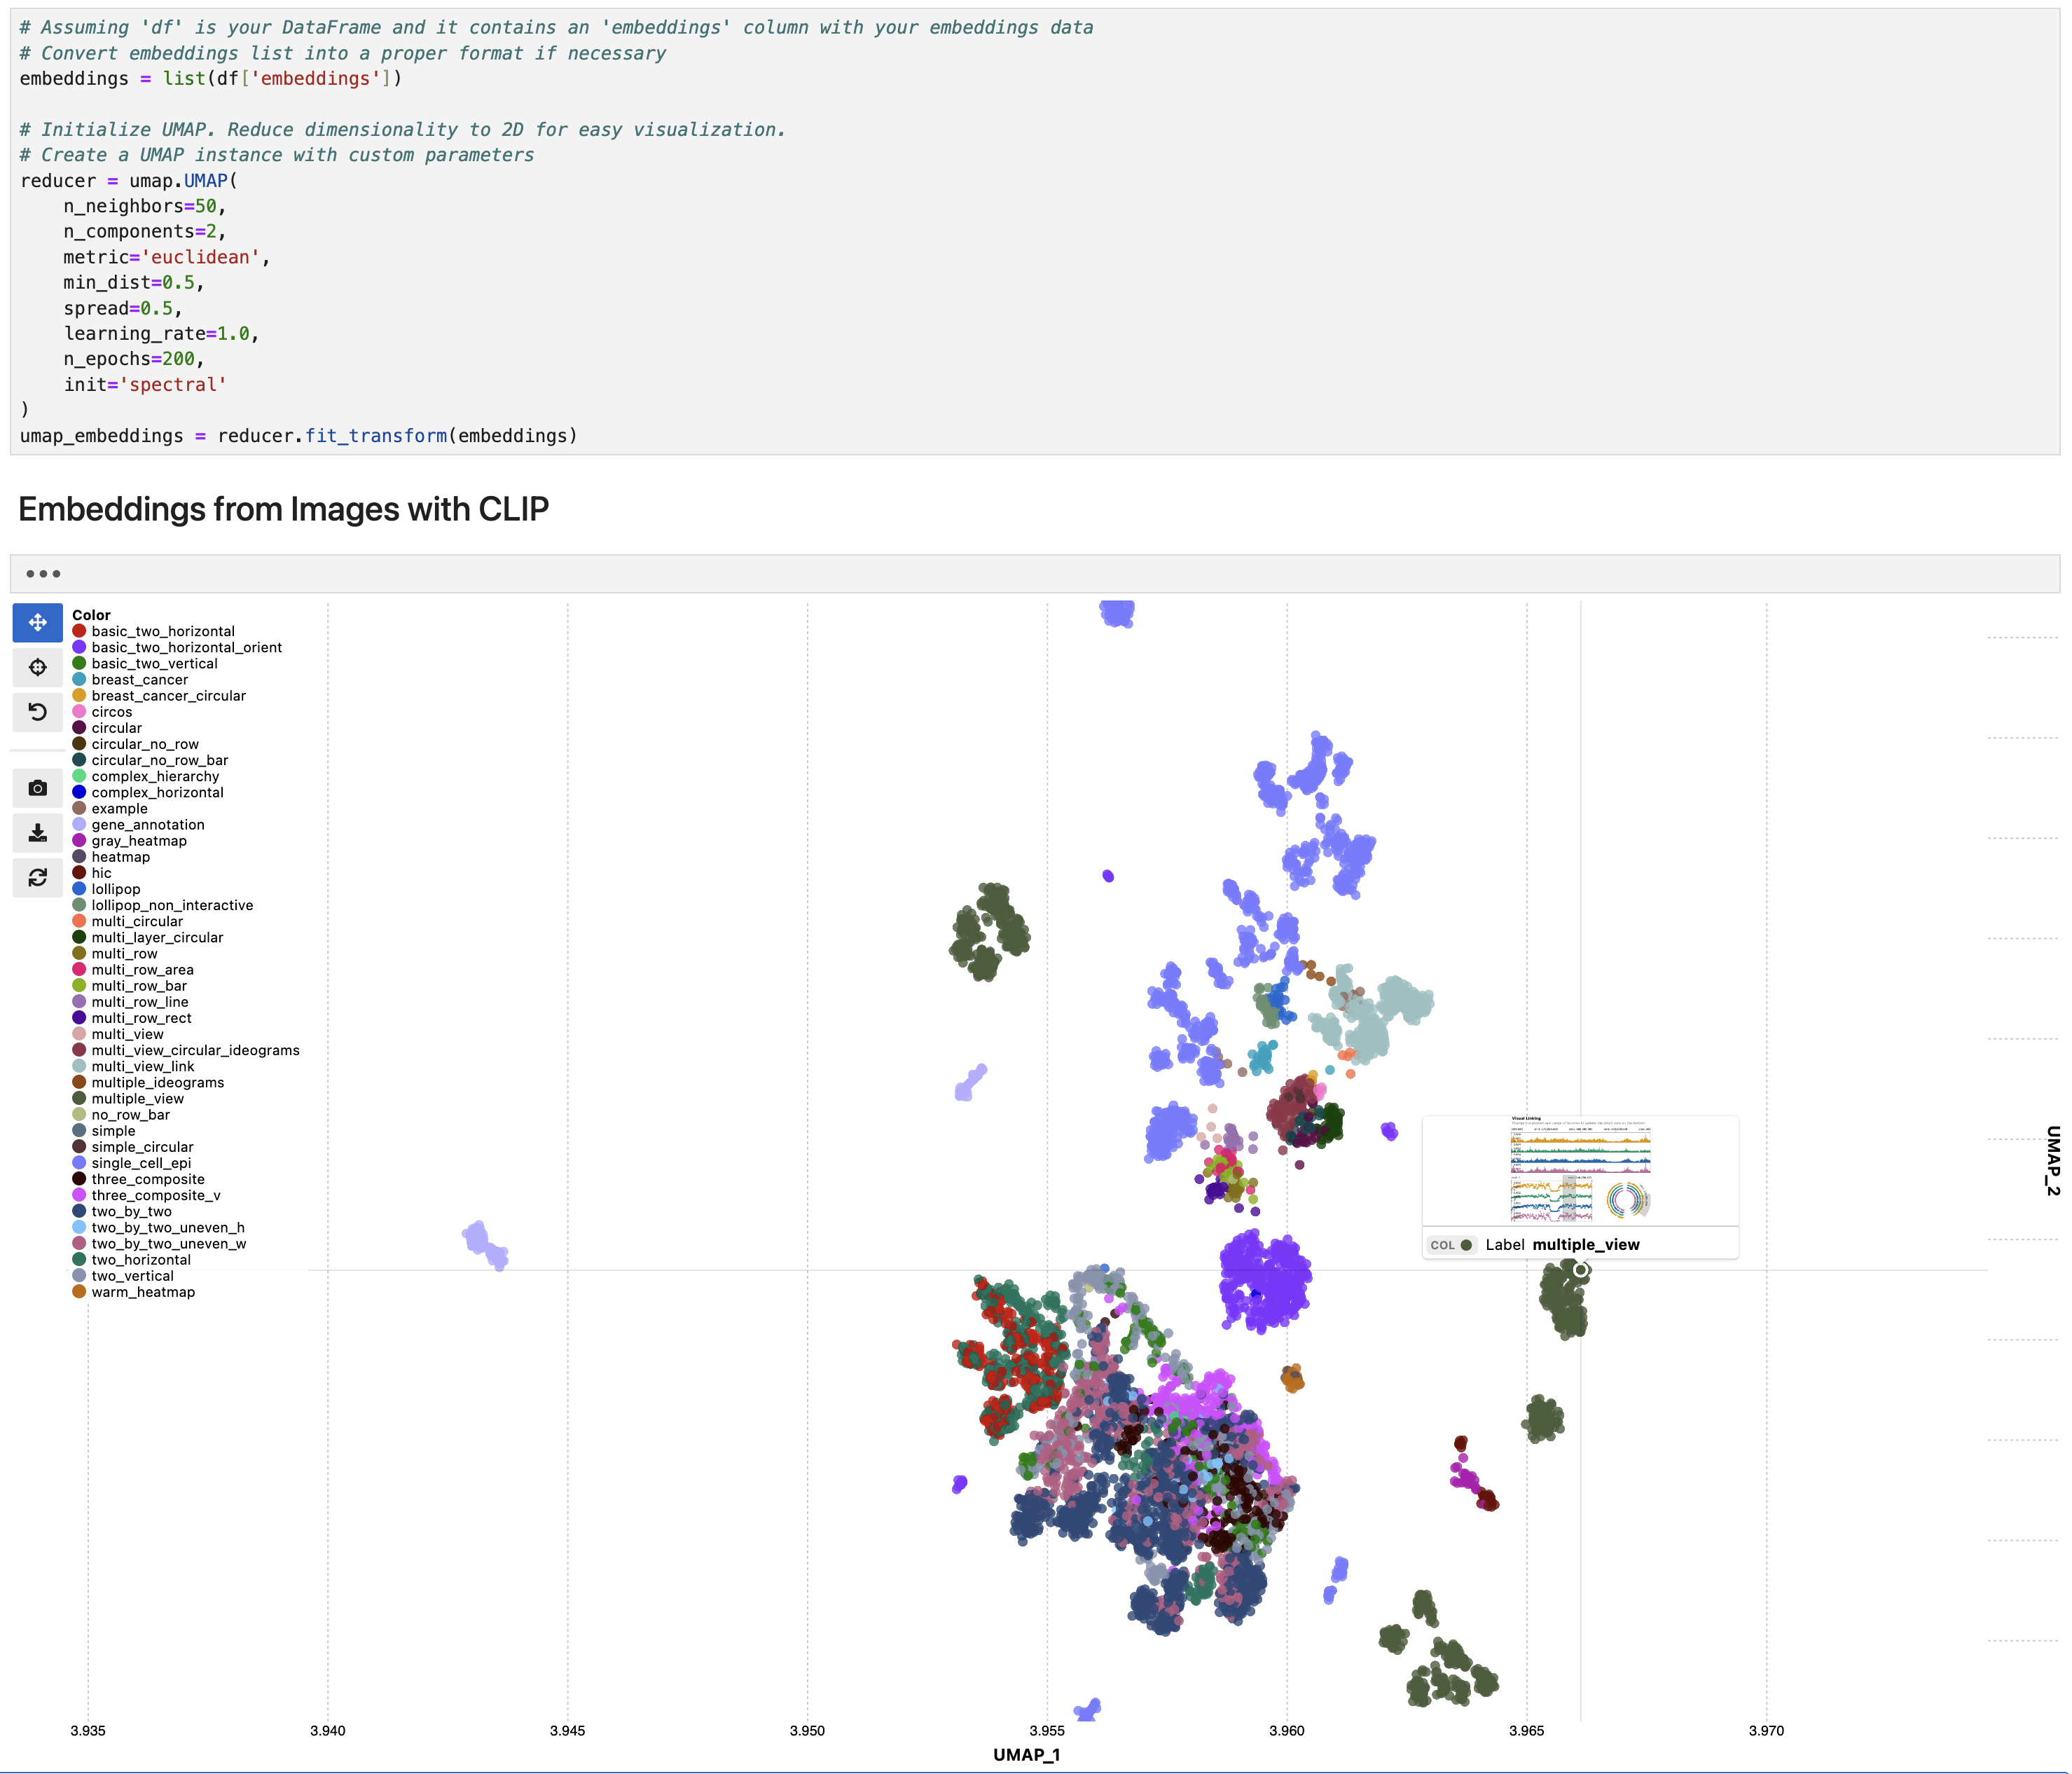 # Assuming 'df' is your DataFrame and it contains an 'embeddings' column with your embeddings data
# Convert embeddings list into a proper format if necessary
embeddings = list(df['embeddings'])
# Initialize UMAP. Reduce dimensionality to 2D for easy visualization.
# Create a UMAP instance with custom parameters
reducer = umap.UMAP(
    n_neighbors=50,
    n_components=2,
    metric='euclidean',
    min_dist=0.5,
    spread=0.5,
    learning_rate=1.0,
    n_epochs=200,
    init='spectral'
)
umap_embeddings = reducer.fit_transform(embeddings)
Embeddings from Images with CLIP
Color
basic_two_horizontal
basic_two_horizontal_orient
basic_two_vertical
breast_cancer
breast_cancer_circular
circos
circular
circular_no_row
circular_no_row_bar
complex_hierarchy
complex_horizontal
example
gene_annotation
gray_heatmap
heatmap
hic
lollipop
lollipop_non_interactive
multi_circular
multi_layer_circular
multi_row
multi_row_area
multi_row_bar
multi_row_line
multi_row_rect
multi_view
multi_view_circular_ideograms
multi_view_link
multiple_ideograms
multiple_view
no_row_bar
simple
simple_circular
single_cell_epi
three_composite
three_composite_v
two_by_two
two_by_two_uneven_h
two_by_two_uneven_w
two_horizontal
two_vertical
warm_heatmap
Visual Linking
COL Label multiple_view
UMAP_2
3.935 3.940 3.945 3.950 3.955 3.960 3.965 3.970
UMAP_1